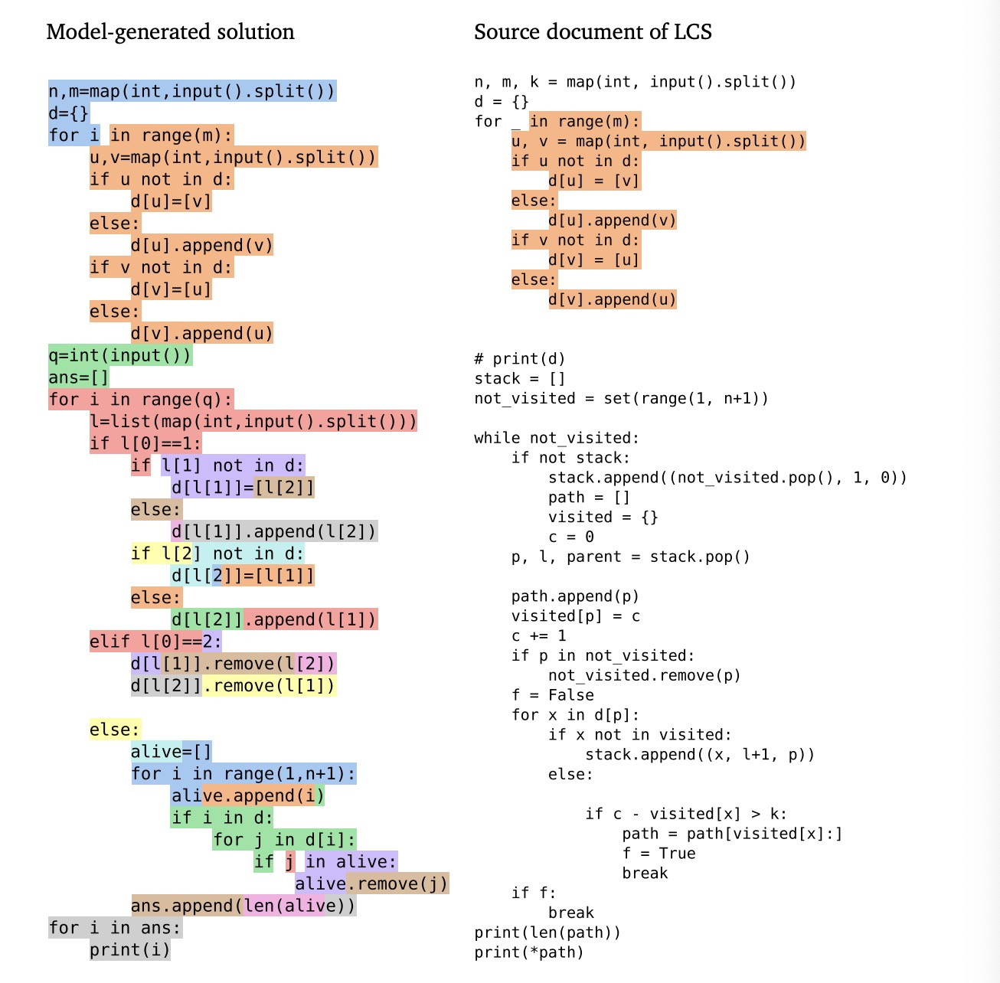 Model-generated solution
n,m=map(int,input().split())
d={}
for i in range(m):
    u,v=map(int,input().split())
    if u not in d:
        d[u]=[v]
    else:
        d[u].append(v)
    if v not in d:
        d[v]=[u]
    else:
        d[v].append(u)
q=int(input())
ans=[]
for i in range(q):
    l=list(map(int,input().split()))
    if l[0]==1:
        if l[1] not in d:
            d[l[1]]=[l[2]]
        else:
            d[l[1]].append(l[2])
        if l[2] not in d:
            d[l[2]]=[l[1]]
        else:
            d[l[2]].append(l[1])
    elif l[0]==2:
        d[l[1]].remove(l[2])
        d[l[2]].remove(l[1])
    else:
        alive=[]
        for i in range(1,n+1):
            alive.append(i)
            if i in d:
                for j in d[i]:
                    if j in alive:
                        alive.remove(j)
        ans.append(len(alive))
for i in ans:
    print(i)
Source document of LCS
n, m, k = map(int, input().split())
d = {}
for _ in range(m):
    u, v = map(int, input().split())
    if u not in d:
        d[u] = [v]
    else:
        d[u].append(v)
    if v not in d:
        d[v] = [u]
    else:
        d[v].append(u)
# print(d)
stack = []
not_visited = set(range(1, n+1))
while not_visited:
    if not stack:
        stack.append((not_visited.pop(), 1, 0))
        path = []
        visited = {}
        c = 0
    p, l, parent = stack.pop()
    path.append(p)
    visited[p] = c
    c += 1
    if p in not_visited:
        not_visited.remove(p)
    f = False
    for x in d[p]:
        if x not in visited:
            stack.append((x, l+1, p))
        else:
            if c - visited[x] > k:
                path = path[visited[x]:]
                f = True
                break
    if f:
        break
print(len(path))
print(*path)